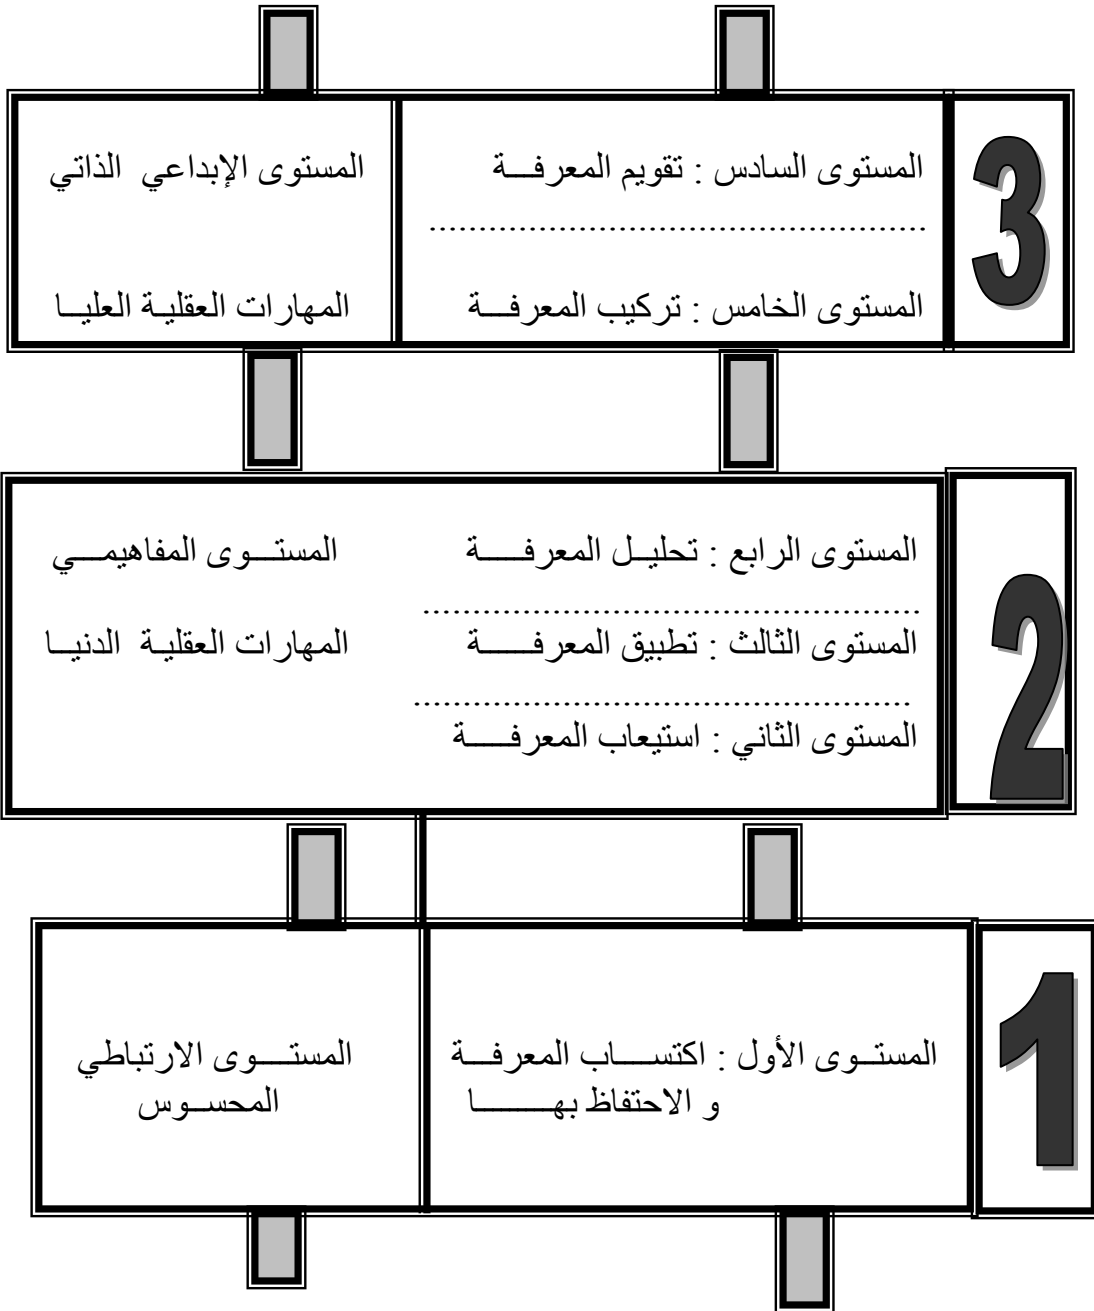 3
المستوى السادس : تقويم المعرفة المستوى الإبداعي الذاتي
................................................
المستوى الخامس : تركيب المعرفة المهارات العقلية العليا
2
المستوى الرابع : تحليل المعرفة المستوى المفاهيمي
................................................
المستوى الثالث : تطبيق المعرفة المهارات العقلية الدنيا
................................................
المستوى الثاني : استيعاب المعرفة
1
المستوى الأول : اكتساب المعرفة المستوى الارتباطي
و الاحتفاظ بها المحسوس